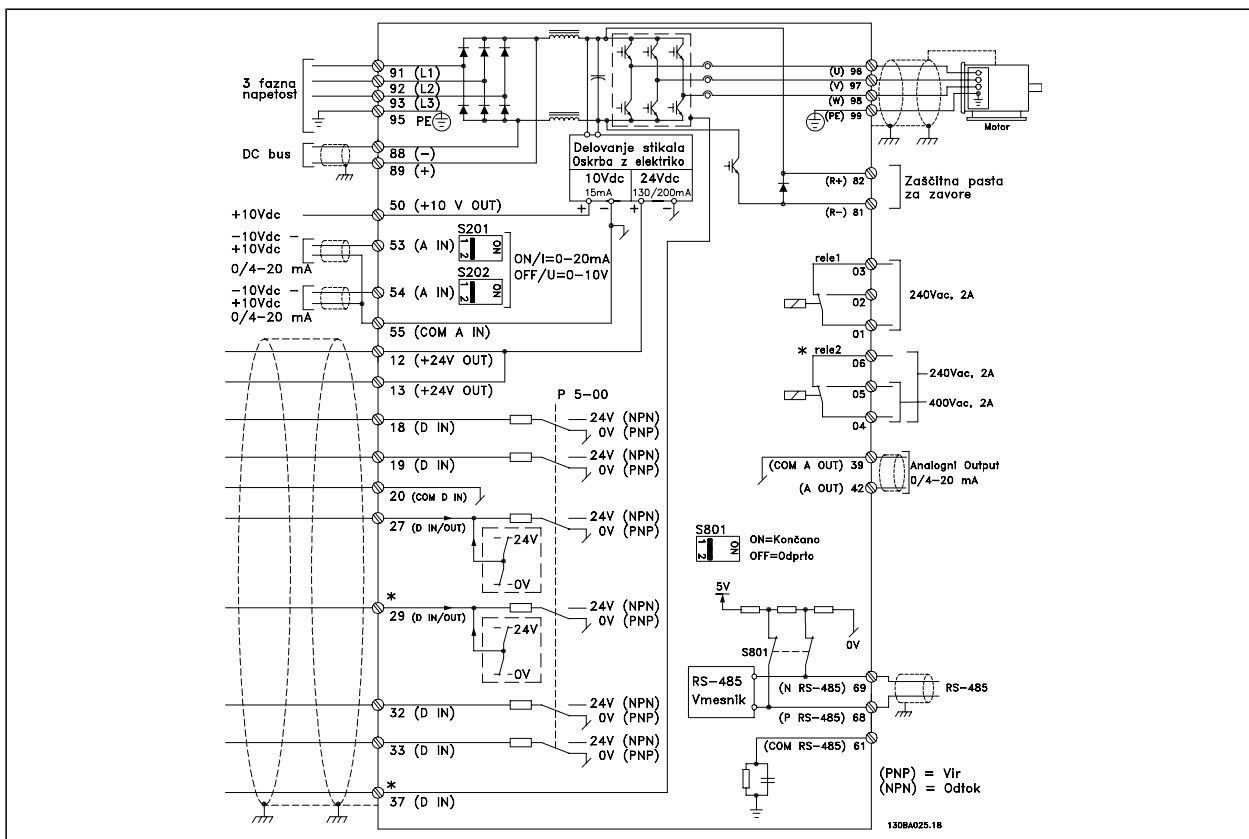 3 fazna
napetost
91 (L1)
92 (L2)
93 (L3)
95 PE
DC bus
88 (-)
89 (+)
Delovanje stikala
Oskrba z elektriko
10Vdc
15mA
24Vdc
130/200mA
+ - + -
+10Vdc
50 (+10 V OUT)
-10Vdc -
+10Vdc
0/4-20 mA
53 (A IN)
S201
1 2
ON
-10Vdc -
+10Vdc
0/4-20 mA
54 (A IN)
S202
1 2
ON
ON/I=0-20mA
OFF/U=0-10V
55 (COM A IN)
12 (+24V OUT)
13 (+24V OUT)
P 5-00
18 (D IN)
24V (NPN)
0V (PNP)
19 (D IN)
24V (NPN)
0V (PNP)
20 (COM D IN)
27 (D IN/OUT)
24V (NPN)
0V (PNP)
24V
0V
*
29 (D IN/OUT)
24V (NPN)
0V (PNP)
24V
0V
32 (D IN)
24V (NPN)
0V (PNP)
33 (D IN)
24V (NPN)
0V (PNP)
*
37 (D IN)
(U) 96
(V) 97
(W) 98
(PE) 99
Motor
(R+) 82
(R-) 81
Zaščitna pasta
za zavore
rele1
03
02
01
240Vac, 2A
* rele2
06
05
04
240Vac, 2A
400Vac, 2A
(COM A OUT) 39
(A OUT) 42
Analogni Output
0/4-20 mA
S801
1 2
ON
ON=Končano
OFF=Odprto
5V
0V
S801
RS-485
Vmesnik
(N RS-485) 69
RS-485
(P RS-485) 68
(COM RS-485) 61
(PNP) = Vir
(NPN) = Odtok
130BA025.18